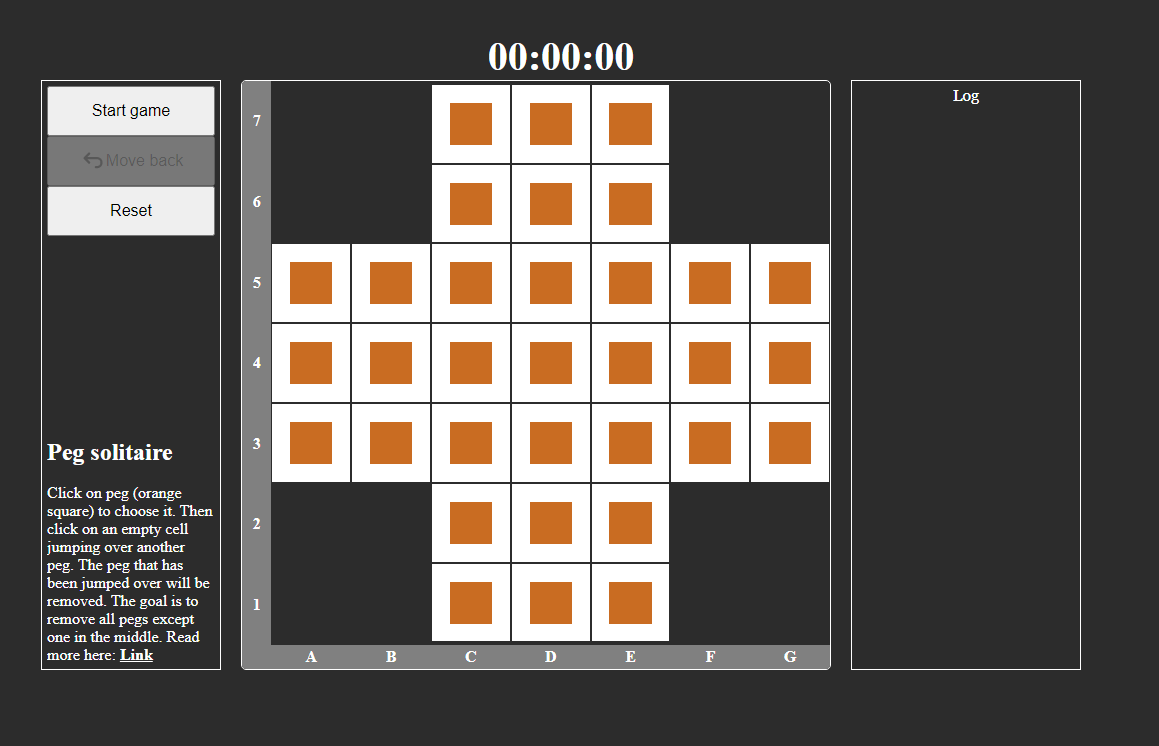 00:00:00
Start game
Move back
Reset
Peg solitaire
Click on peg (orange
square) to choose it. Then
click on an empty cell
jumping over another
peg. The peg that has
been jumped over will be
removed. The goal is to
remove all pegs except
one in the middle. Read
more here: Link
7
6
5
4
3
2
1
A B C D E F G
Log